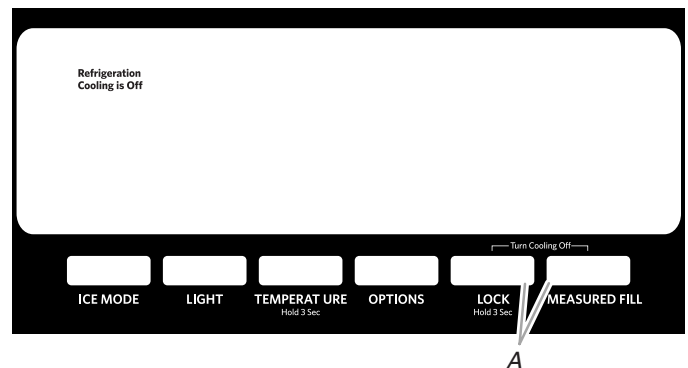 Refrigeration
Cooling is Off
Turn Cooling Off
ICE MODE LIGHT TEMPERAT URE OPTIONS LOCK MEASURED FILL
Hold 3 Sec Hold 3 Sec
A